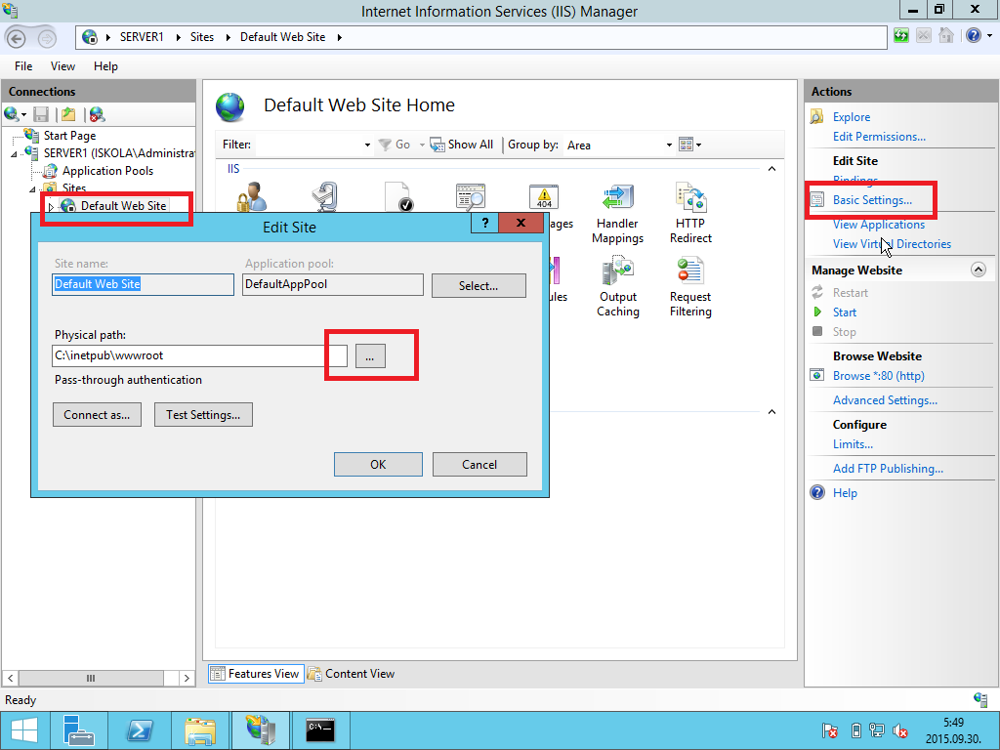 Internet Information Services (IIS) Manager
SERVER1 Sites Default Web Site
File View Help
Connections
Start Page
SERVER1 (ISKOLA\Administra
Application Pools
Sites
Default Web Site
Default Web Site Home
Filter: Go Show All Group by: Area
IIS
404
ages
Handler Mappings
HTTP Redirect
ules
Output Caching
Request Filtering
Edit Site
?
X
Site name:
Application pool:
Default Web Site
DefaultAppPool
Select...
Physical path:
C:\inetpub\wwwroot
...
Pass-through authentication
Connect as...
Test Settings...
OK
Cancel
Features View
Content View
Actions
Explore
Edit Permissions...
Edit Site
Bindings...
Basic Settings...
View Applications
View Virtual Directories
Manage Website
Restart
Start
Stop
Browse Website
Browse *:80 (http)
Advanced Settings...
Configure
Limits...
Add FTP Publishing...
Help
Ready
C:\
5:49
2015.09.30.